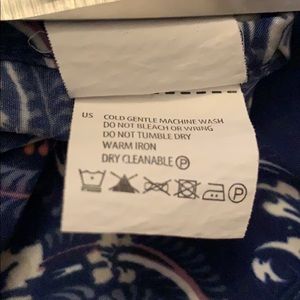 US COLD GENTLE MACHINE WASH
DO NOT BLEACH OR WRING
DO NOT TUMBLE DRY
WARM IRON
DRY CLEANABLE Ⓟ